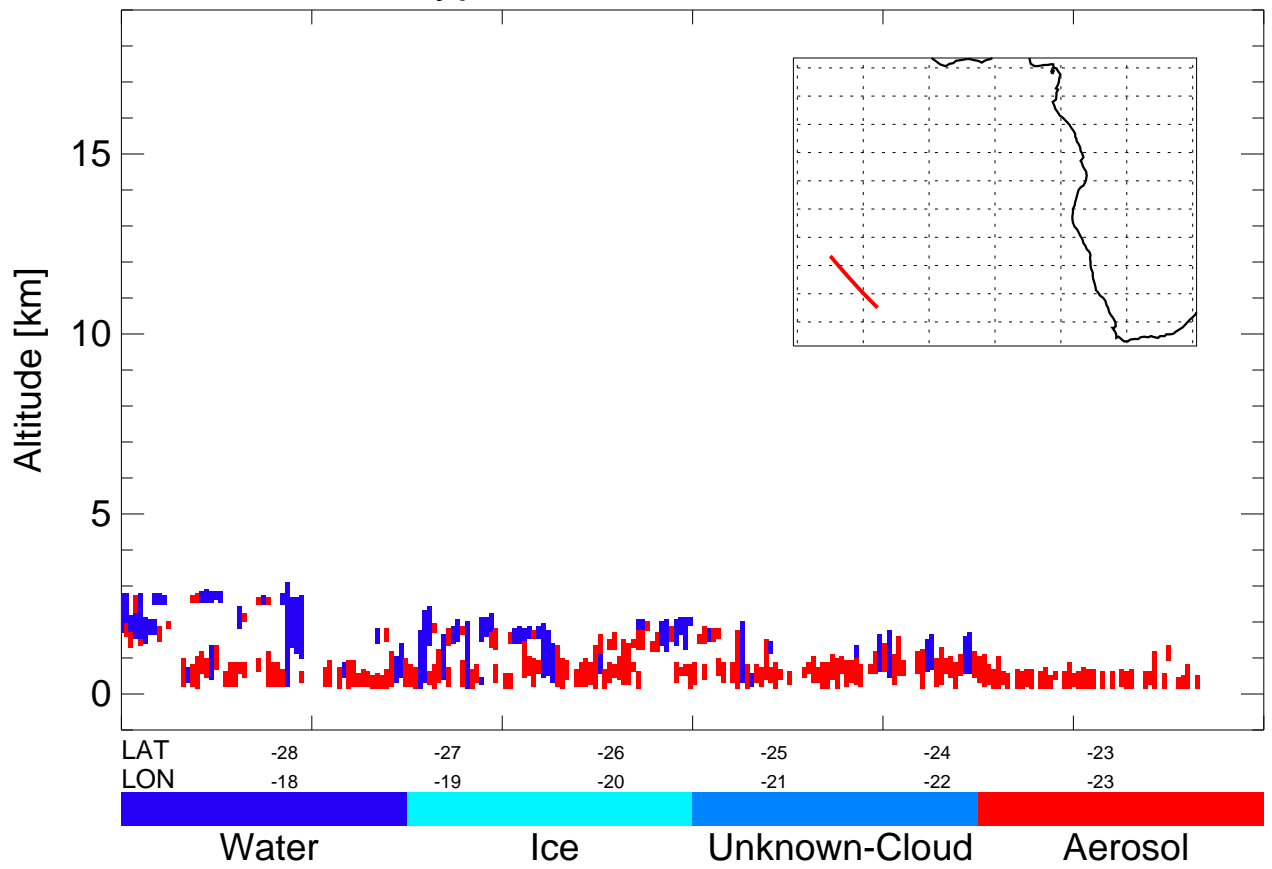 15
10
5
0
Altitude [km]
LAT -28 -27 -26 -25 -24 -23
LON -18 -19 -20 -21 -22 -23
Water Ice Unknown-Cloud Aerosol